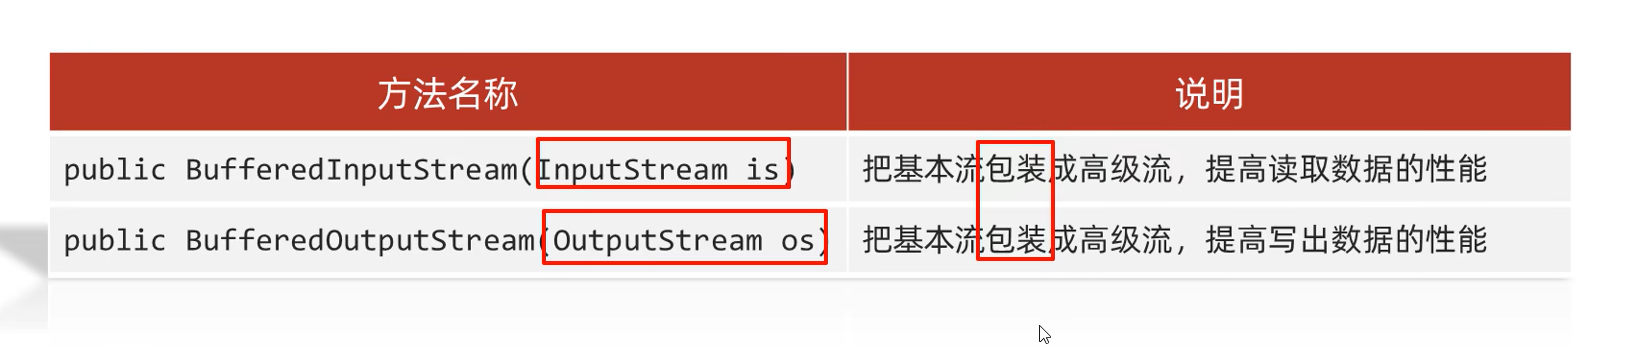 方法名称 说明
public BufferedInputStream(InputStream is) 把基本流包装成高级流，提高读取数据的性能
public BufferedOutputStream(OutputStream os) 把基本流包装成高级流，提高写出数据的性能